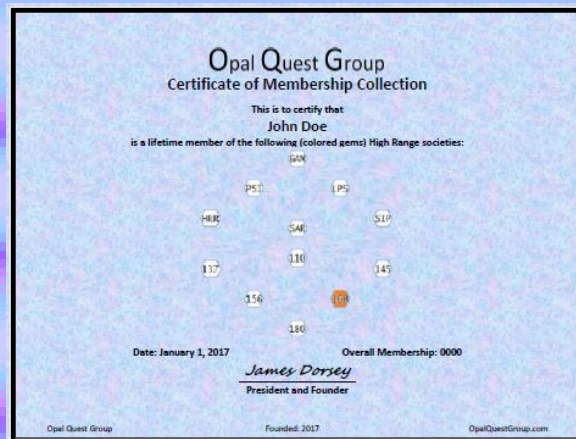 Opal Quest Group
Certificate of Membership Collection
This is to certify that
John Doe
is a lifetime member of the following (colored gems) High Range societies:
GAM
PSI LPS
HRR SIP
SAR
110
137 145
156
180
Date: January 1, 2017 Overall Membership: 0000
James Dorsey
President and Founder
Opal Quest Group Founded: 2017 OpalQuestGroup.com